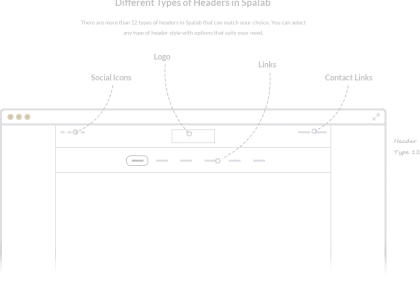 Different Types of Headers in Spalab
There are more than 12 types of headers in Spalab that can match your choice. You can select
any type of header style with options that suits your need.
Logo
Links
Social Icons
Contact Links
Header
Type 12